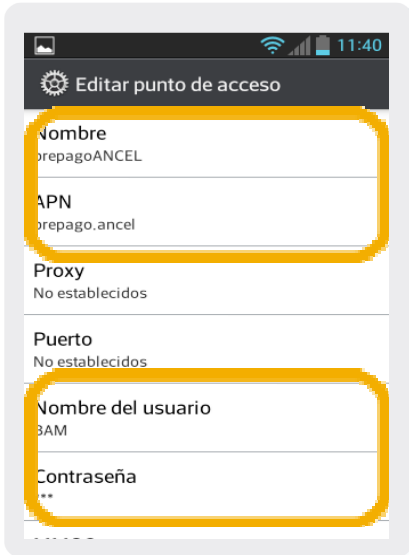 11:40
Editar punto de acceso
Nombre
prepagoANCEL
APN
prepago.ancel
Proxy
No establecidos
Puerto
No establecidos
Nombre del usuario
BAM
Contraseña
***